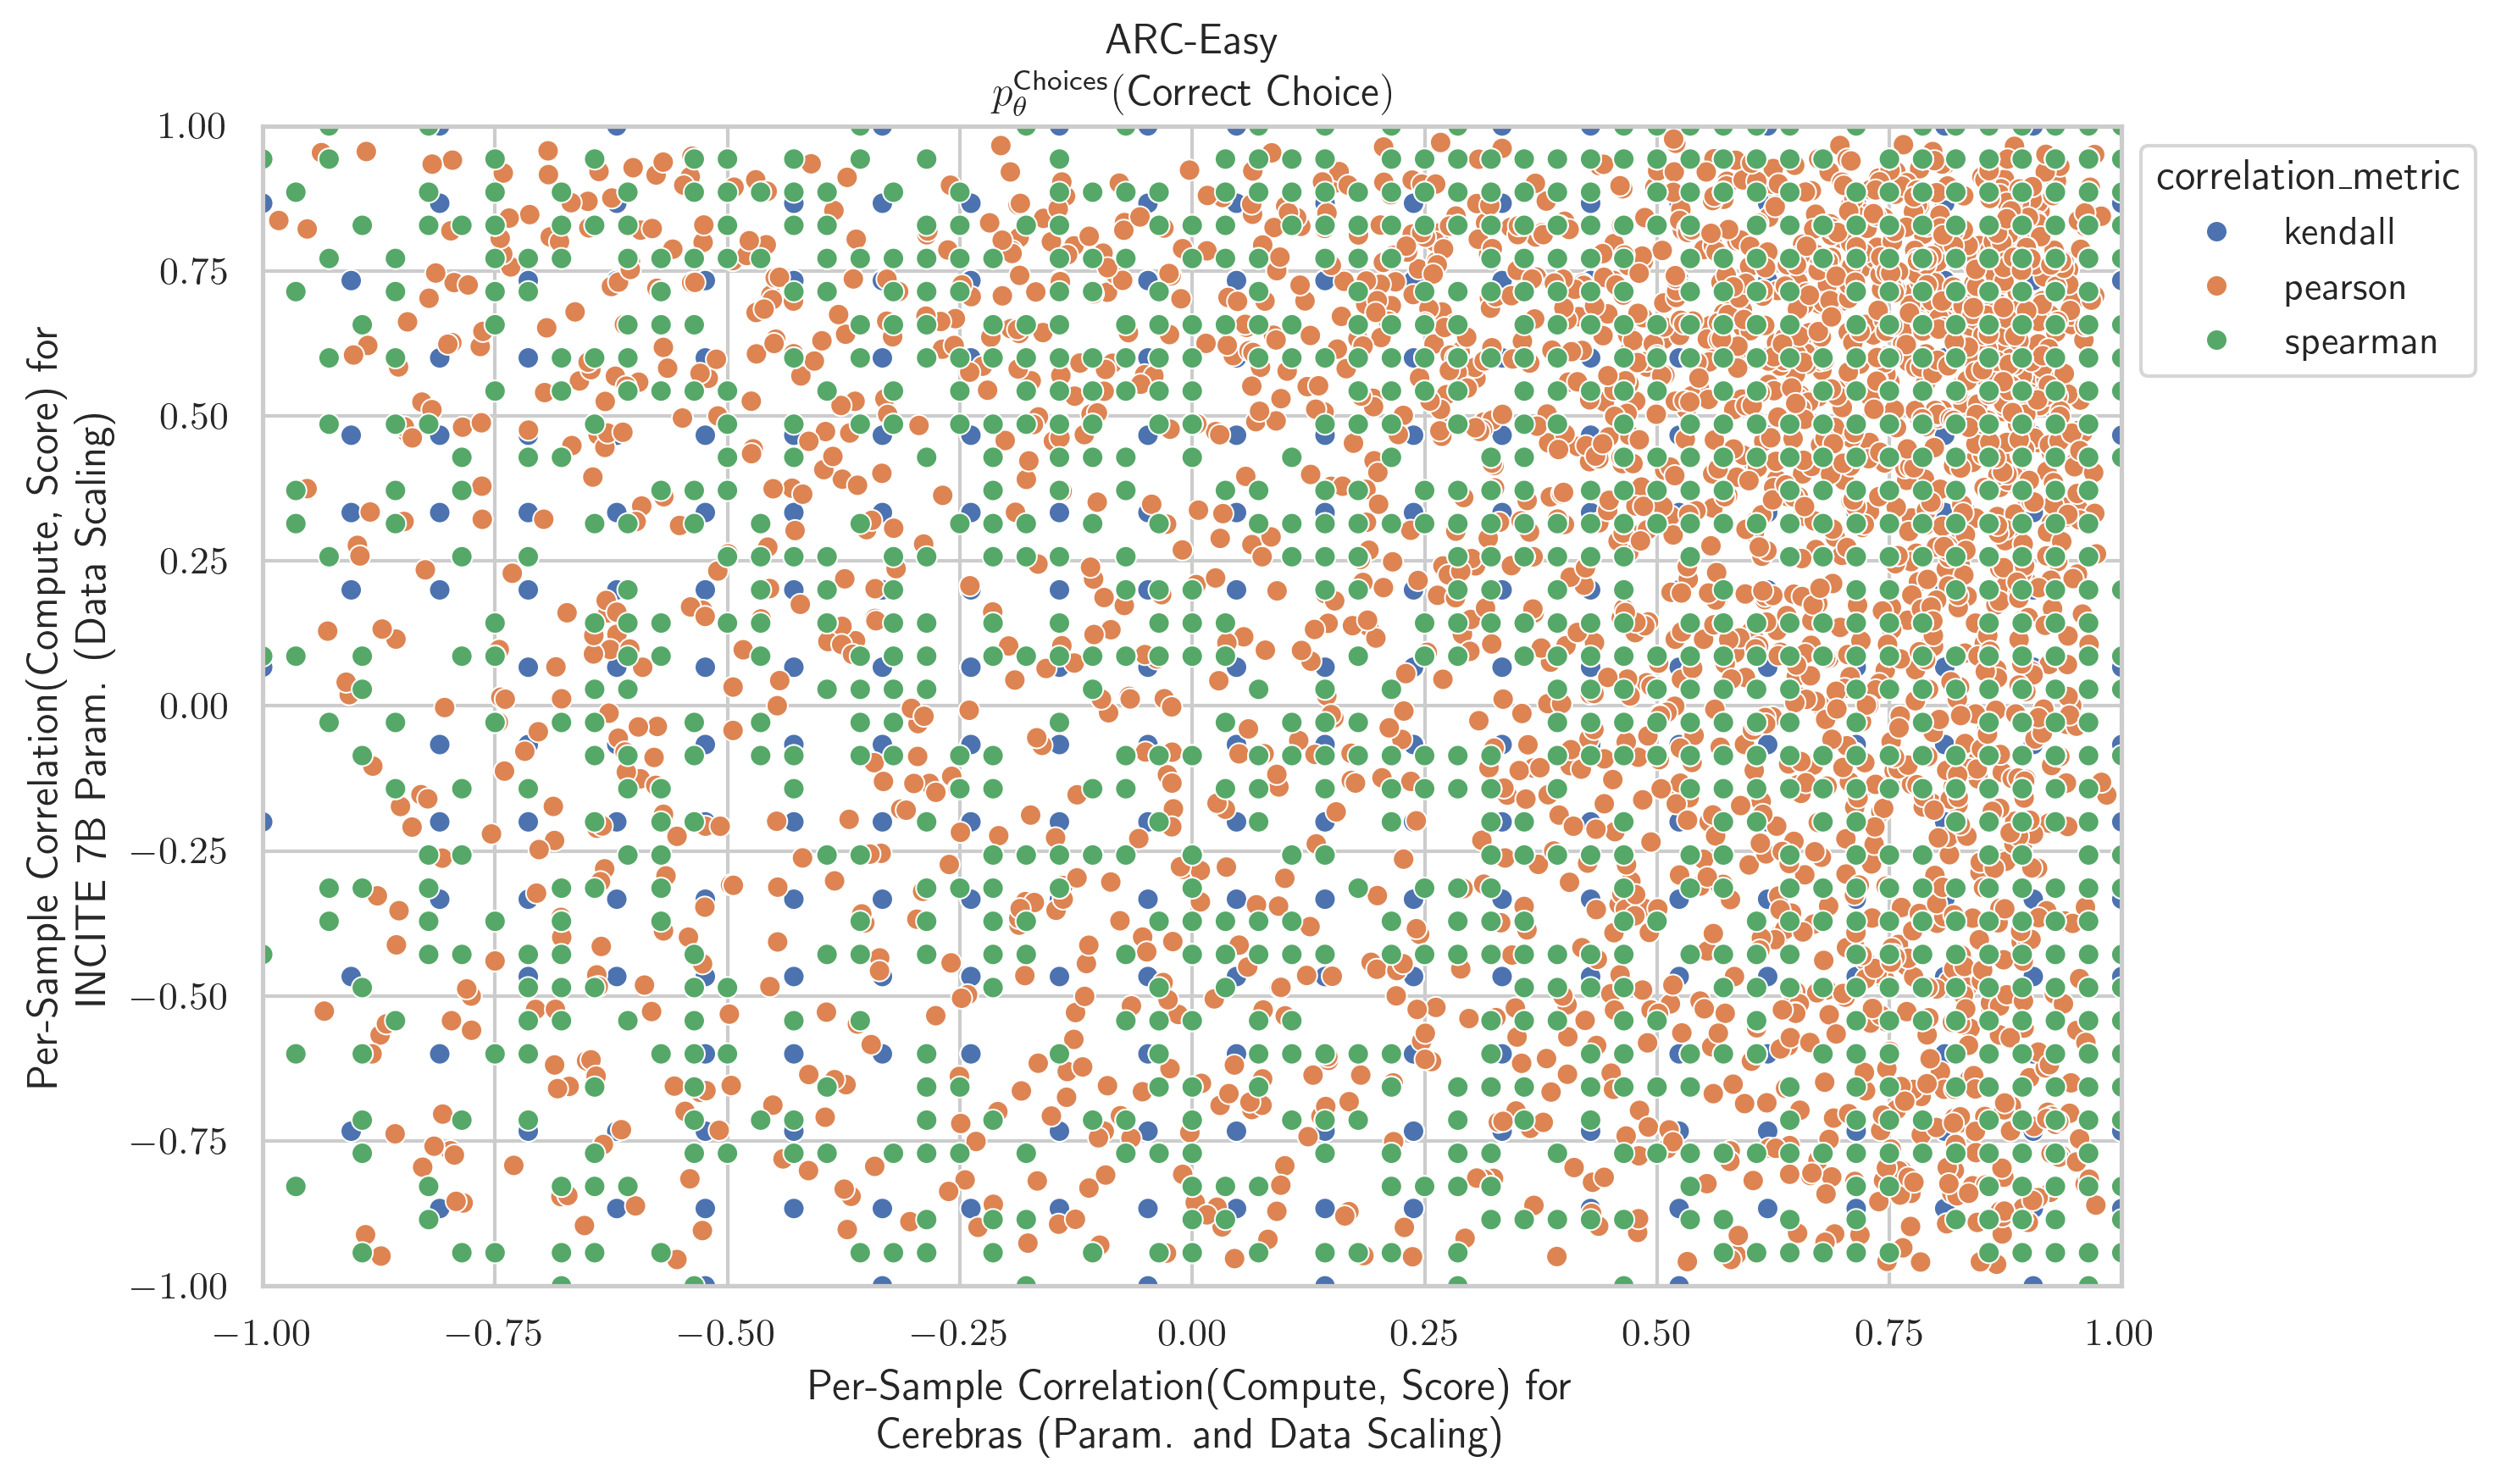 ARC-Easy
p_θ^Choices(Correct Choice)
1.00
0.75
0.50
0.25
0.00
−0.25
−0.50
−0.75
−1.00
Per-Sample Correlation(Compute, Score) for
INCITE 7B Param. (Data Scaling)
−1.00 −0.75 −0.50 −0.25 0.00 0.25 0.50 0.75 1.00
Per-Sample Correlation(Compute, Score) for
Cerebras (Param. and Data Scaling)
correlation_metric
kendall
pearson
spearman